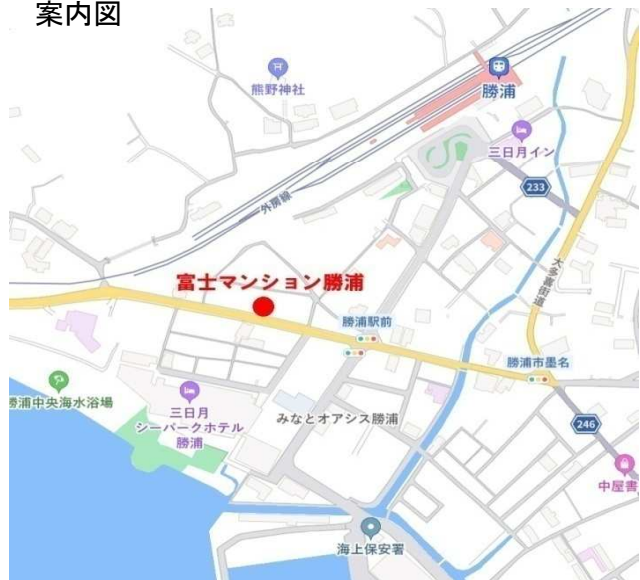 案内図
熊野神社
勝浦
三日月イン
233
外房線
大多喜街道
富士マンション勝浦
勝浦駅前
勝浦市墨名
勝浦中央海水浴場
三日月
シーパークホテル
勝浦
みなとオアシス勝浦
246
中屋書
海上保安署